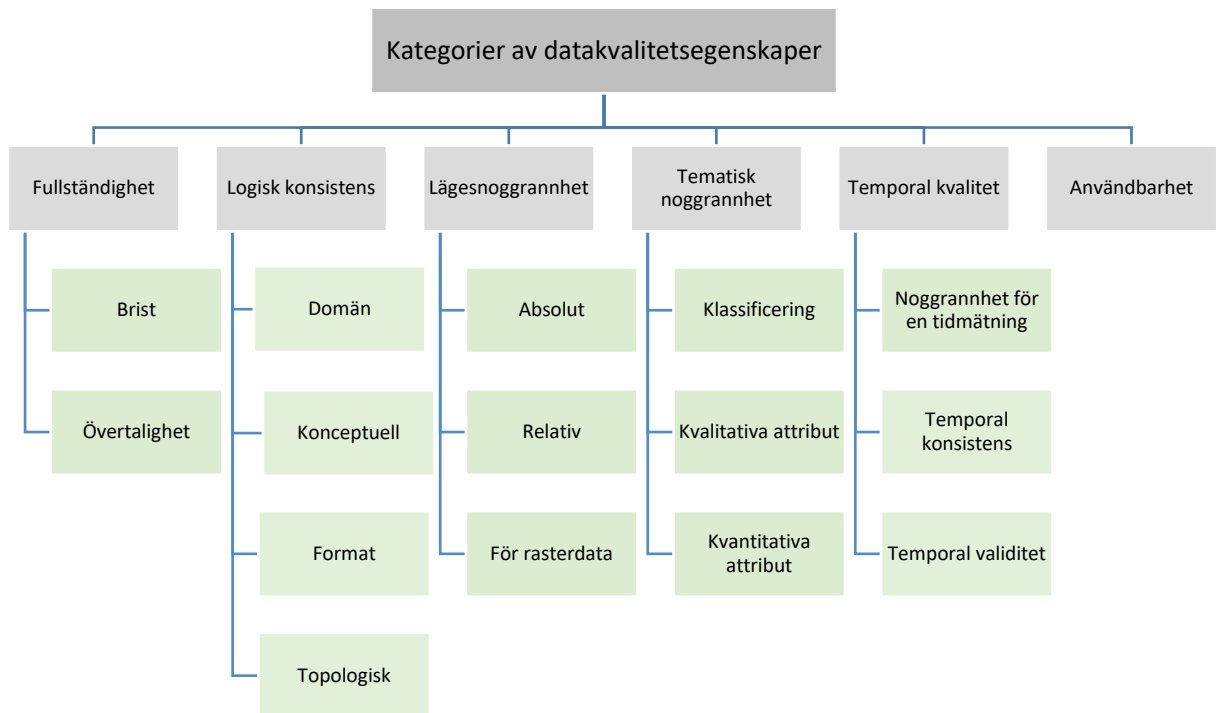 Kategorier av datakvalitetsegenskaper
Fullständighet
Logisk konsistens
Lägesnoggrannhet
Tematisk
noggrannhet
Temporal kvalitet
Användbarhet
Brist
Övertalighet
Domän
Konceptuell
Format
Topologisk
Absolut
Relativ
För rasterdata
Klassificering
Kvalitativa attribut
Kvantitativa
attribut
Noggrannhet för
en tidmätning
Temporal
konsistens
Temporal validitet